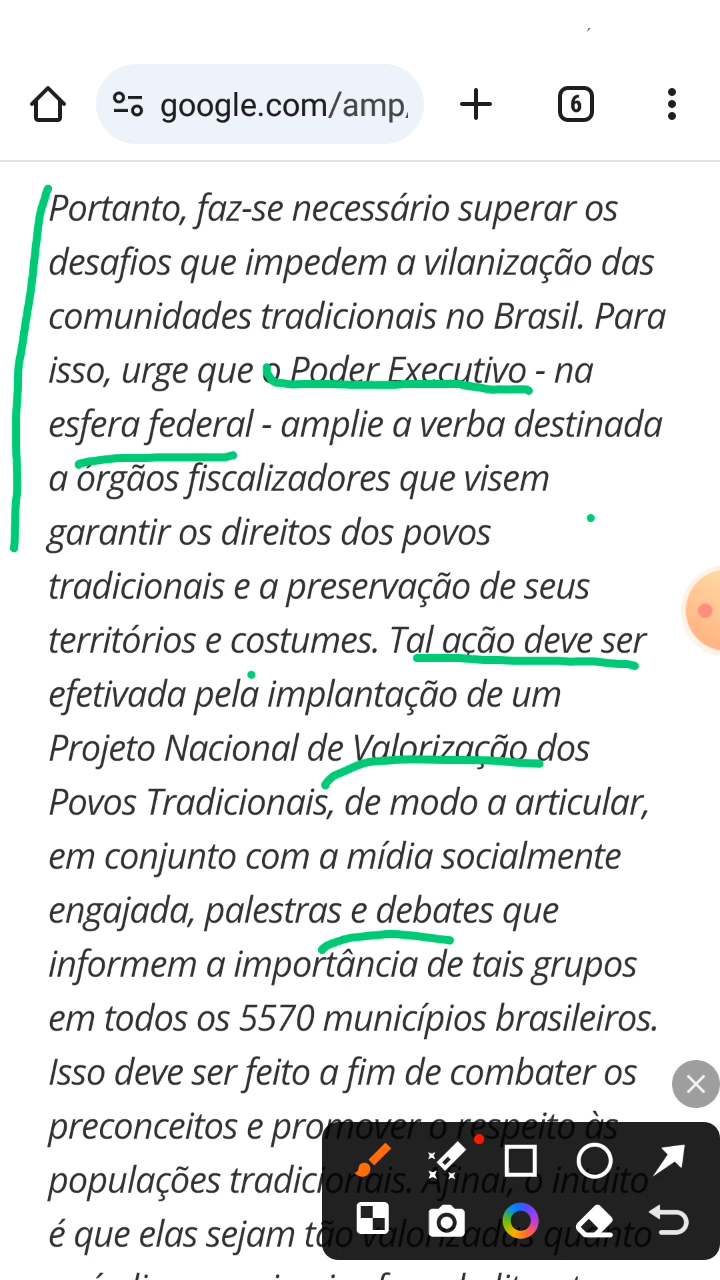 google.com/amp
6
Portanto, faz-se necessário superar os
desafios que impedem a vilanização das
comunidades tradicionais no Brasil. Para
isso, urge que o Poder Executivo - na
esfera federal - amplie a verba destinada
a órgãos fiscalizadores que visem
garantir os direitos dos povos
tradicionais e a preservação de seus
territórios e costumes. Tal ação deve ser
efetivada pela implantação de um
Projeto Nacional de Valorização dos
Povos Tradicionais, de modo a articular,
em conjunto com a mídia socialmente
engajada, palestras e debates que
informem a importância de tais grupos
em todos os 5570 municípios brasileiros.
Isso deve ser feito a fim de combater os
preconceitos e promover o respeito às
populações tradicionais. Afinal, o intuito
é que elas sejam tão valorizadas quanto